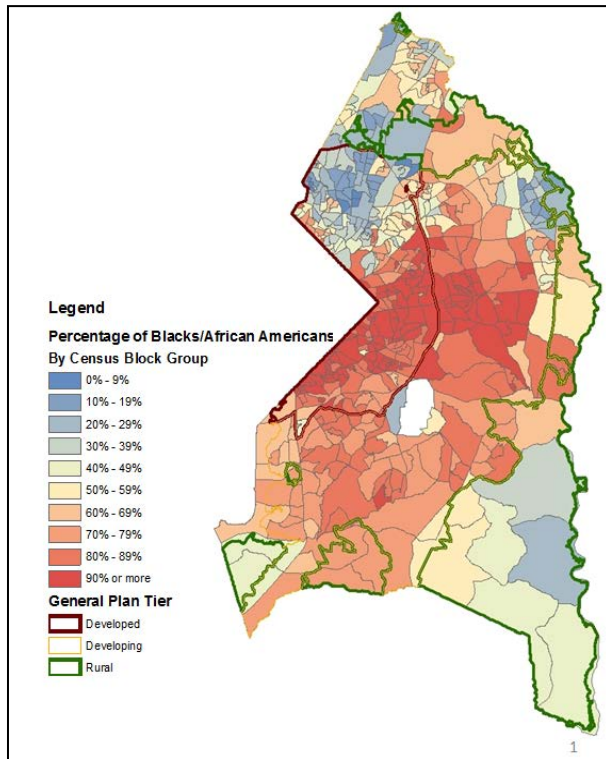 Legend
Percentage of Blacks/African Americans
By Census Block Group
0% - 9%
10% - 19%
20% - 29%
30% - 39%
40% - 49%
50% - 59%
60% - 69%
70% - 79%
80% - 89%
90% or more
General Plan Tier
Developed
Developing
Rural
1